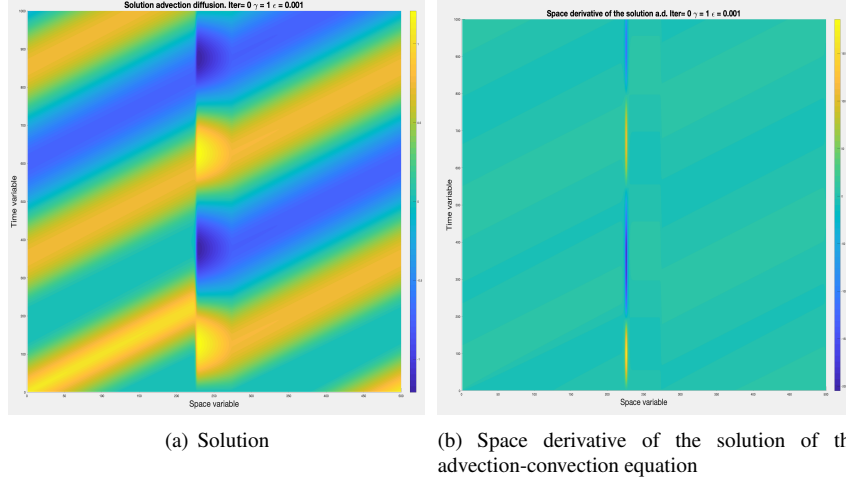 Solution advection diffusion. Iter= 0 γ = 1 ϵ = 0.001
Time variable
Space variable
Space derivative of the solution a.d. Iter= 0 γ = 1 ϵ = 0.001
Time variable
Space variable
(a) Solution
(b) Space derivative of the solution of th
advection-convection equation